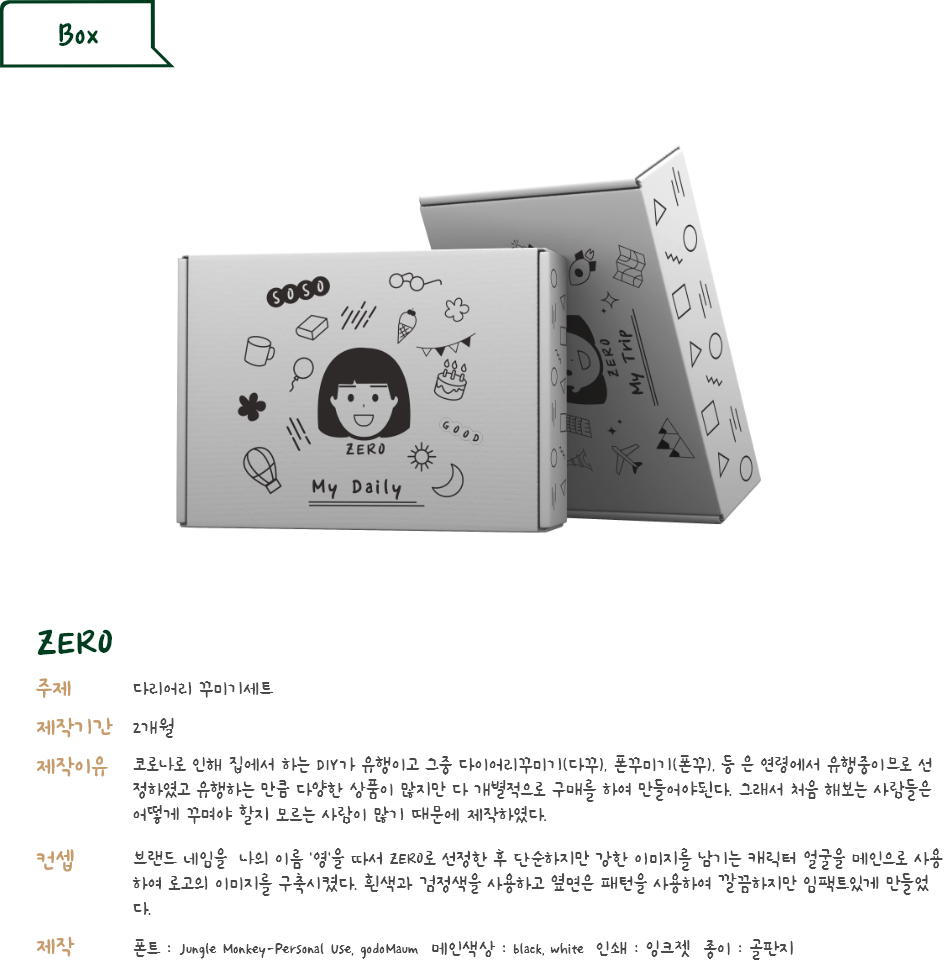 Box
SOSO
GOOD
ZERO
My Daily
ZERO
My Trip
ZERO
주제 다리어리 꾸미기세트
제작기간 2개월
제작이유 코로나로 인해 집에서 하는 DIY가 유행이고 그중 다이어리꾸미기(다꾸), 폰꾸미기(폰꾸), 등 은 연령에서 유행중이므로 선
정하였고 유행하는 만큼 다양한 상품이 많지만 다 개별적으로 구매를 하여 만들어야된다. 그래서 처음 해보는 사람들은
어떻게 꾸며야 할지 모르는 사람이 많기 때문에 제작하였다.
컨셉 브랜드 네임을 나의 이름 '영'을 따서 ZERO로 선정한 후 단순하지만 강한 이미지를 남기는 캐릭터 얼굴을 메인으로 사용
하여 로고의 이미지를 구축시켰다. 흰색과 검정색을 사용하고 옆면은 패턴을 사용하여 깔끔하지만 임팩트있게 만들었
다.
제작 폰트 : Jungle Monkey-Personal Use, godoMaum 메인색상 : black, white 인쇄 : 잉크젯 종이 : 골판지